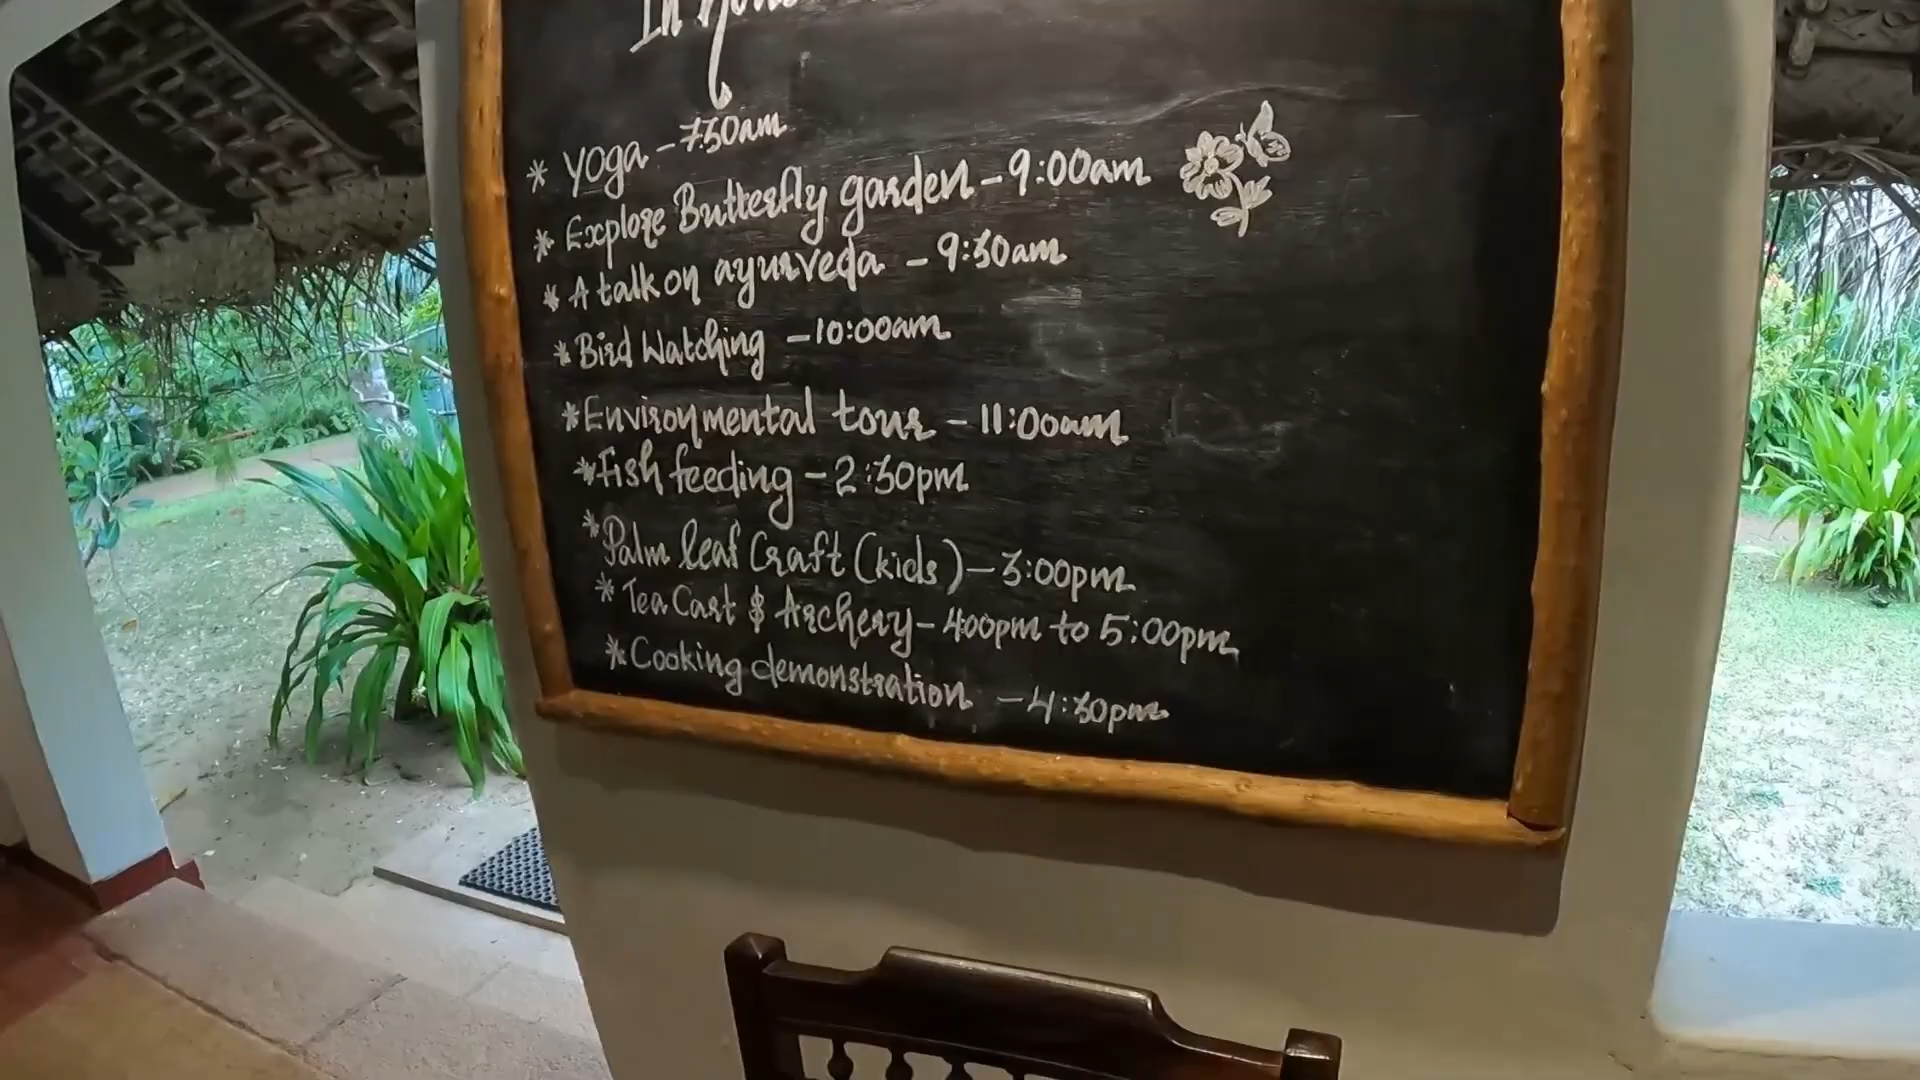 In hous
* Yoga - 7:30am
* Explore Butterfly garden - 9:00am
* A talk on ayurveda - 9:30am
* Bird Watching - 10:00am
* Environmental tour - 11:00am
* Fish feeding - 2:30pm
* Palm leaf Craft (kids) - 3:00pm
* Tea Cart & Archery - 4:00pm to 5:00pm
* Cooking demonstration - 4:30pm